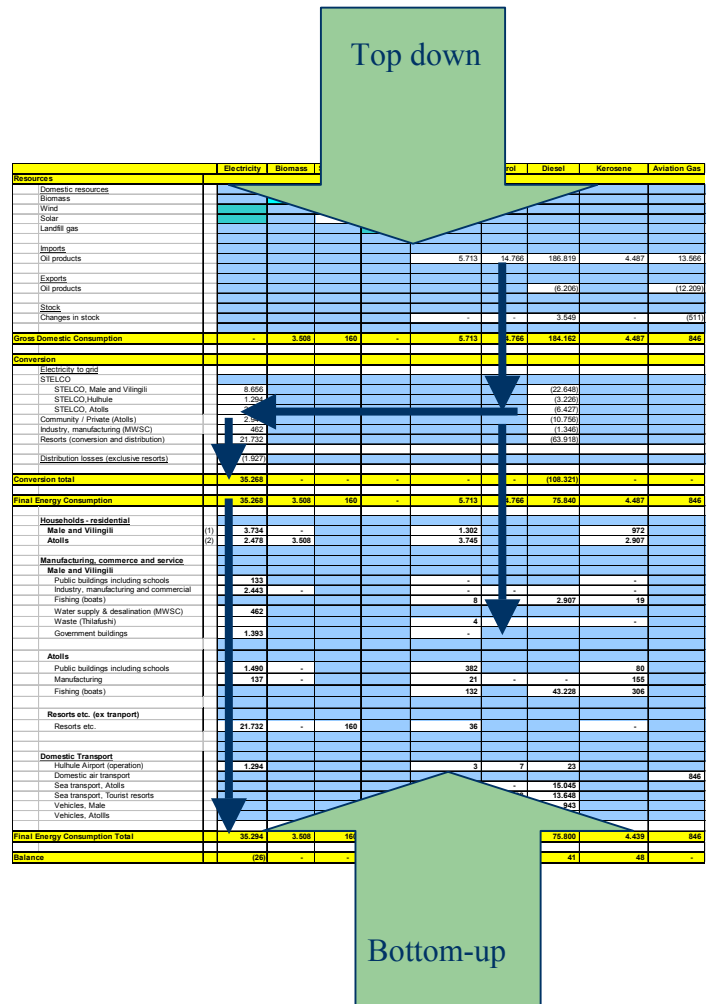 Top down
Electricity Biomass Diesel Kerosene Aviation Gas
Resources
Domestic resources
Biomass
Wind
Solar
Landfill gas
Imports
Oil products 5.713 14.766 186.819 4.487 13.566
Exports
Oil products (6.206) (12.209)
Stock
Changes in stock - - 3.549 - (511)
Gross Domestic Consumption - 3.508 160 - 5.713 184.162 4.487 846
Conversion
Electricity to grid
STELCO
STELCO, Male and Vilingili 8.656 (22.648)
STELCO,Hulhule (3.226)
STELCO, Atolls (6.427)
Community / Private (Atolls) (10.756)
Industry, manufacturing (MWSC) 462 (1.346)
Resorts (conversion and distribution) 21.732 (63.918)
Distribution losses (exclusive resorts) (1.927)
Conversion total 35.268 - - - - - (108.321) - -
Final Energy Consumption 35.268 3.508 160 - 5.713 75.840 4.487 846
Households - residential
Male and Vilingili (1) 3.734 - 1.302 972
Atolls (2) 2.478 3.508 3.745 2.907
Manufacturing, commerce and service
Male and Vilingili
Public buildings including schools 133 - -
Industry, manufacturing and commercial 2.443 - - - - -
Fishing (boats) 8 2.907 19
Water supply & desalination (MWSC) 462
Waste (Thilafushi) 4 -
Government buildings 1.393 -
Atolls
Public buildings including schools 1.490 - 382 80
Manufacturing 137 - 21 - - 155
Fishing (boats) 132 43.228 306
Resorts etc. (ex tranport)
Resorts etc. 21.732 - 160 36 -
Domestic Transport
Hulhule Airport (operation) 1.294 3 7 23
Domestic air transport 846
Sea transport, Atolls - 15.045
Sea transport, Tourist resorts 13.648
Vehicles, Male 943
Vehicles, Atollls
Final Energy Consumption Total 35.294 3.508 75.800 4.439 846
Balance (26) - - 41 48 -
Bottom-up